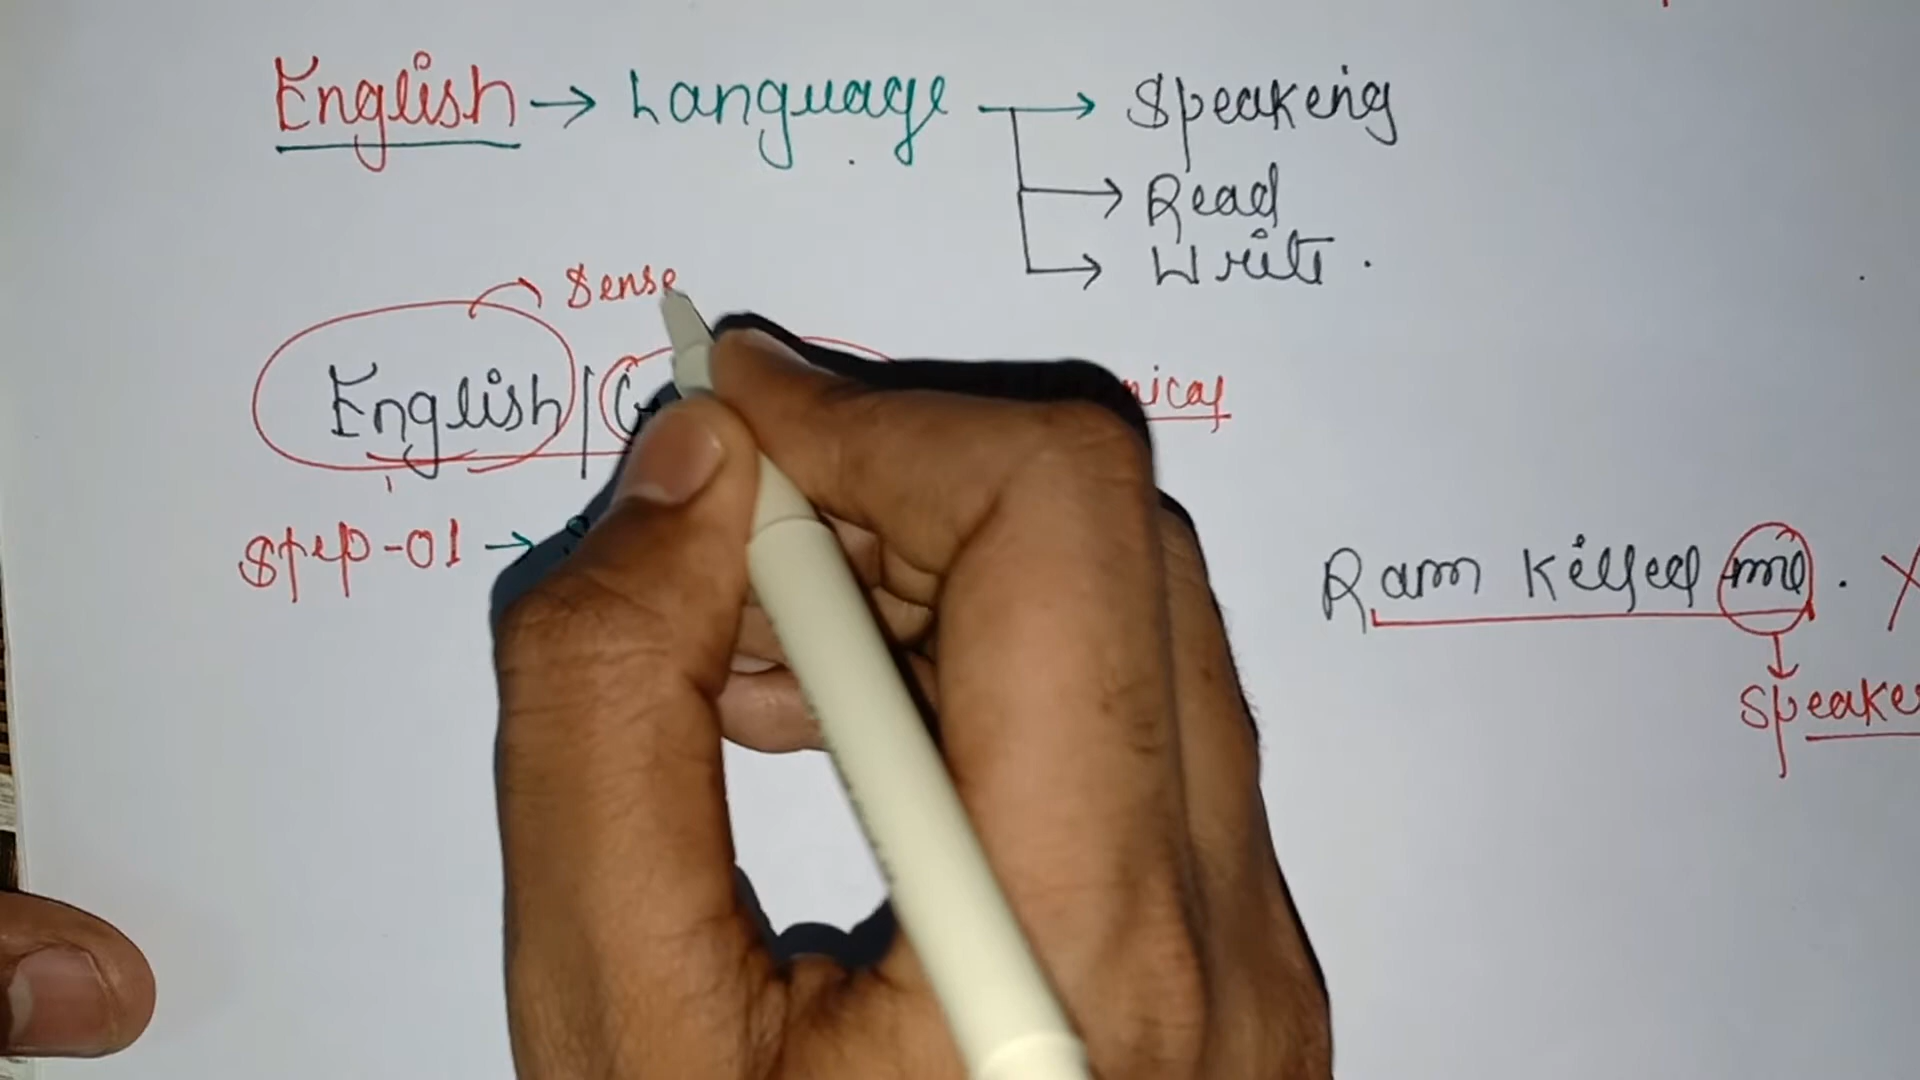 English → Language → Speaking
→ Read
→ Write.
Sense
English /
Step-01 →
Ram Killed me. X
Speaker